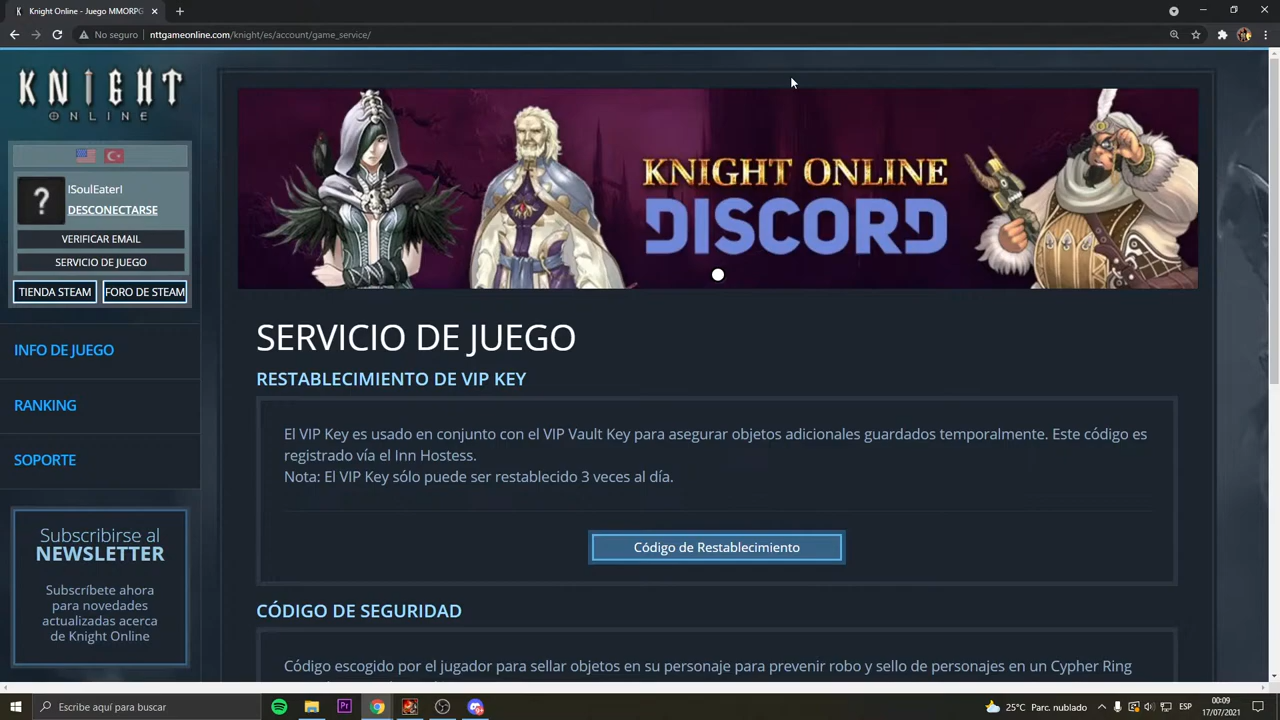 Knight Online - Juego MMORPG
No seguro
nttgameonline.com/knight/es/account/game_service/
KNIGHT
ONLINE
ISoulEaterI
DESCONECTARSE
VERIFICAR EMAIL
SERVICIO DE JUEGO
TIENDA STEAM
FORO DE STEAM
INFO DE JUEGO
RANKING
SOPORTE
Subscribirse al
NEWSLETTER
Subscríbete ahora
para novedades
actualizadas acerca
de Knight Online
KNIGHT ONLINE
DISCORD
SERVICIO DE JUEGO
RESTABLECIMIENTO DE VIP KEY
El VIP Key es usado en conjunto con el VIP Vault Key para asegurar objetos adicionales guardados temporalmente. Este código es
registrado vía el Inn Hostess.
Nota: El VIP Key sólo puede ser restablecido 3 veces al día.
Código de Restablecimiento
CÓDIGO DE SEGURIDAD
Código escogido por el jugador para sellar objetos en su personaje para prevenir robo y sello de personajes en un Cypher Ring
Escribe aquí para buscar
Pr
25°C Parc. nublado
ESP
00:09
17/07/2021